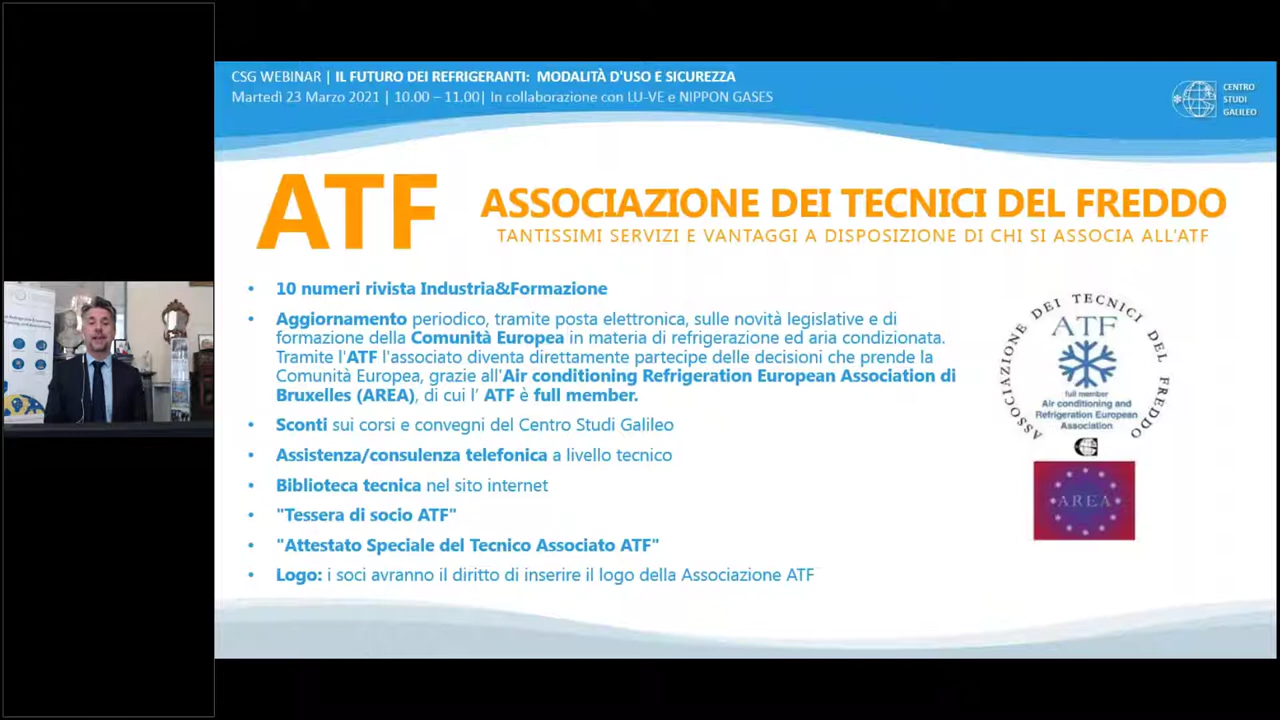 CSG WEBINAR | IL FUTURO DEI REFRIGERANTI: MODALITÀ D'USO E SICUREZZA
Martedì 23 Marzo 2021 | 10.00 – 11.00| In collaborazione con LU-VE e NIPPON GASES
CENTRO
STUDI
GALILEO
ATF
ASSOCIAZIONE DEI TECNICI DEL FREDDO
TANTISSIMI SERVIZI E VANTAGGI A DISPOSIZIONE DI CHI SI ASSOCIA ALL'ATF
• 10 numeri rivista Industria&Formazione
• Aggiornamento periodico, tramite posta elettronica, sulle novità legislative e di
formazione della Comunità Europea in materia di refrigerazione ed aria condizionata.
Tramite l'ATF l'associato diventa direttamente partecipe delle decisioni che prende la
Comunità Europea, grazie all'Air conditioning Refrigeration European Association di
Bruxelles (AREA), di cui l' ATF è full member.
• Sconti sui corsi e convegni del Centro Studi Galileo
• Assistenza/consulenza telefonica a livello tecnico
• Biblioteca tecnica nel sito internet
• "Tessera di socio ATF"
• "Attestato Speciale del Tecnico Associato ATF"
• Logo: i soci avranno il diritto di inserire il logo della Associazione ATF
ASSOCIAZIONE DEI TECNICI DEL FREDDO
ATF
full member
Air conditioning and
Refrigeration European
Association
AREA